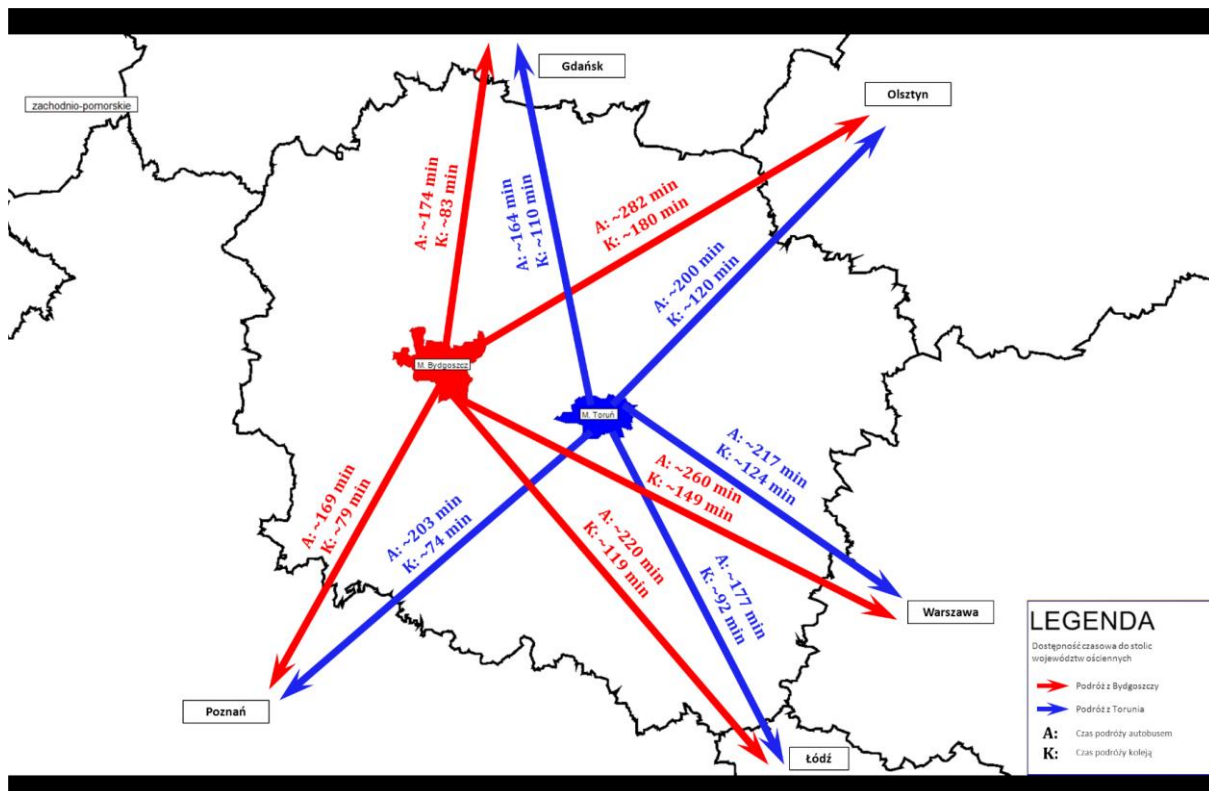 Gdańsk
Olsztyn
zachodnio-pomorskie
A: ~174 min
K: ~83 min
A: ~164 min
K: ~110 min
A: ~282 min
K: ~180 min
A: ~200 min
K: ~120 min
M. Bydgoszcz
M. Toruń
A: ~217 min
K: ~124 min
A: ~260 min
K: ~149 min
A: ~169 min
K: ~79 min
A: ~203 min
K: ~74 min
A: ~220 min
K: ~119 min
A: ~177 min
K: ~92 min
Warszawa
Poznań
Łódź
LEGENDA
Dostępność czasowa do stolic
województw ościennych
Podróż z Bydgoszczy
Podróż z Torunia
A: Czas podróży autobusem
K: Czas podróży koleją